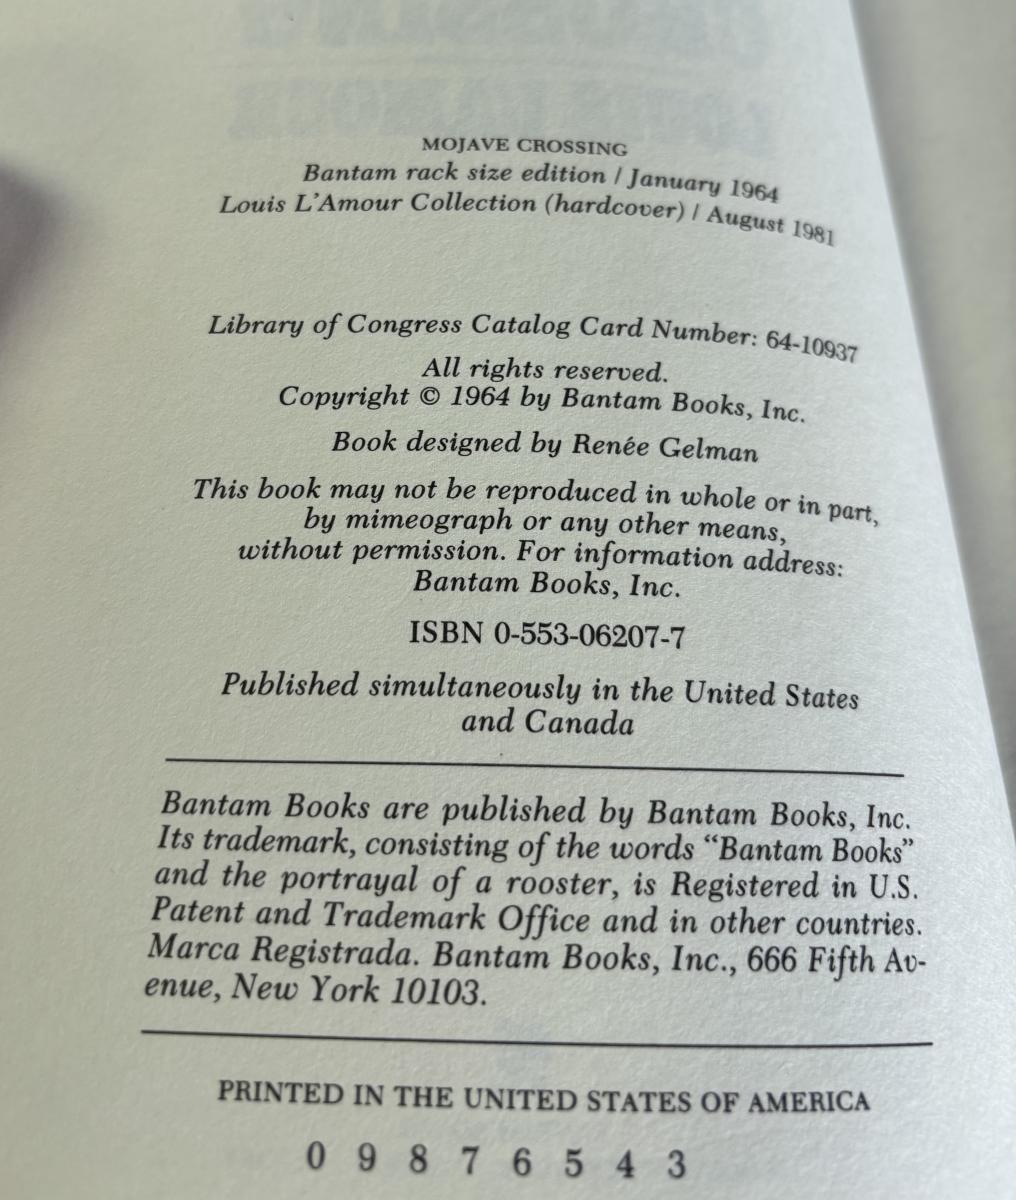 MOJAVE CROSSING
Bantam rack size edition / January 1964
Louis L'Amour Collection (hardcover) / August 1981
Library of Congress Catalog Card Number: 64-10937
All rights reserved.
Copyright © 1964 by Bantam Books, Inc.
Book designed by Renée Gelman
This book may not be reproduced in whole or in part,
by mimeograph or any other means,
without permission. For information address:
Bantam Books, Inc.
ISBN 0-553-06207-7
Published simultaneously in the United States
and Canada
Bantam Books are published by Bantam Books, Inc.
Its trademark, consisting of the words “Bantam Books”
and the portrayal of a rooster, is Registered in U.S.
Patent and Trademark Office and in other countries.
Marca Registrada. Bantam Books, Inc., 666 Fifth Av-
enue, New York 10103.
PRINTED IN THE UNITED STATES OF AMERICA
0 9 8 7 6 5 4 3